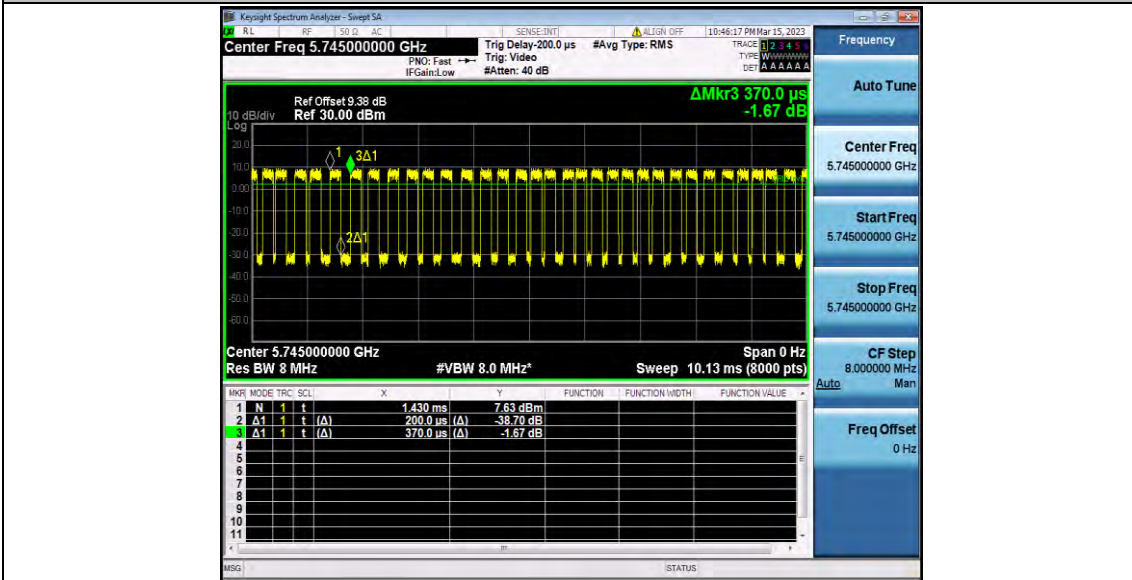 Keysight Spectrum Analyzer - Swept SA
RL RF 50 Ω AC SENSE:INT ALIGN OFF 10:46:17 PM Mar 15, 2023
Center Freq 5.745000000 GHz
PNO: Fast
IFGain:Low
Trig Delay-200.0 µs
Trig: Video
#Atten: 40 dB
#Avg Type: RMS
TRACE 1 2 3 4 5 6
TYPE WWWWWW
DET A A A A A A
ΔMkr3 370.0 µs
-1.67 dB
Ref Offset 9.38 dB
Ref 30.00 dBm
10 dB/div
Log
20.0
10.0
0.00
-10.0
-20.0
-30.0
-40.0
-50.0
-60.0
1
3Δ1
2Δ1
Center 5.745000000 GHz Span 0 Hz
Res BW 8 MHz #VBW 8.0 MHz* Sweep 10.13 ms (8000 pts)
MKR MODE TRC SCL X Y FUNCTION FUNCTION WIDTH FUNCTION VALUE
1 N 1 t 1.430 ms 7.63 dBm
2 Δ1 1 t (Δ) 200.0 µs (Δ) -38.70 dB
3 Δ1 1 t (Δ) 370.0 µs (Δ) -1.67 dB
4
5
6
7
8
9
10
11
MSG STATUS
Frequency
Auto Tune
Center Freq
5.745000000 GHz
Start Freq
5.745000000 GHz
Stop Freq
5.745000000 GHz
CF Step
8.000000 MHz
Auto Man
Freq Offset
0 Hz